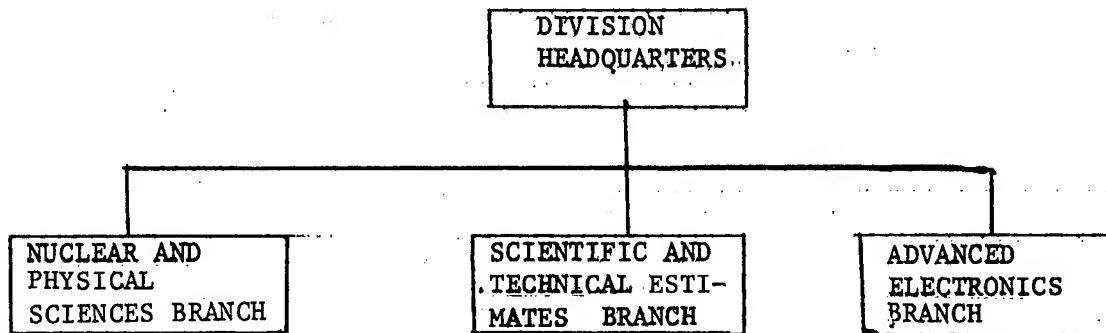 DIVISION
HEADQUARTERS
NUCLEAR AND
PHYSICAL
SCIENCES BRANCH
SCIENTIFIC AND
TECHNICAL ESTI-
MATES BRANCH
ADVANCED
ELECTRONICS
BRANCH